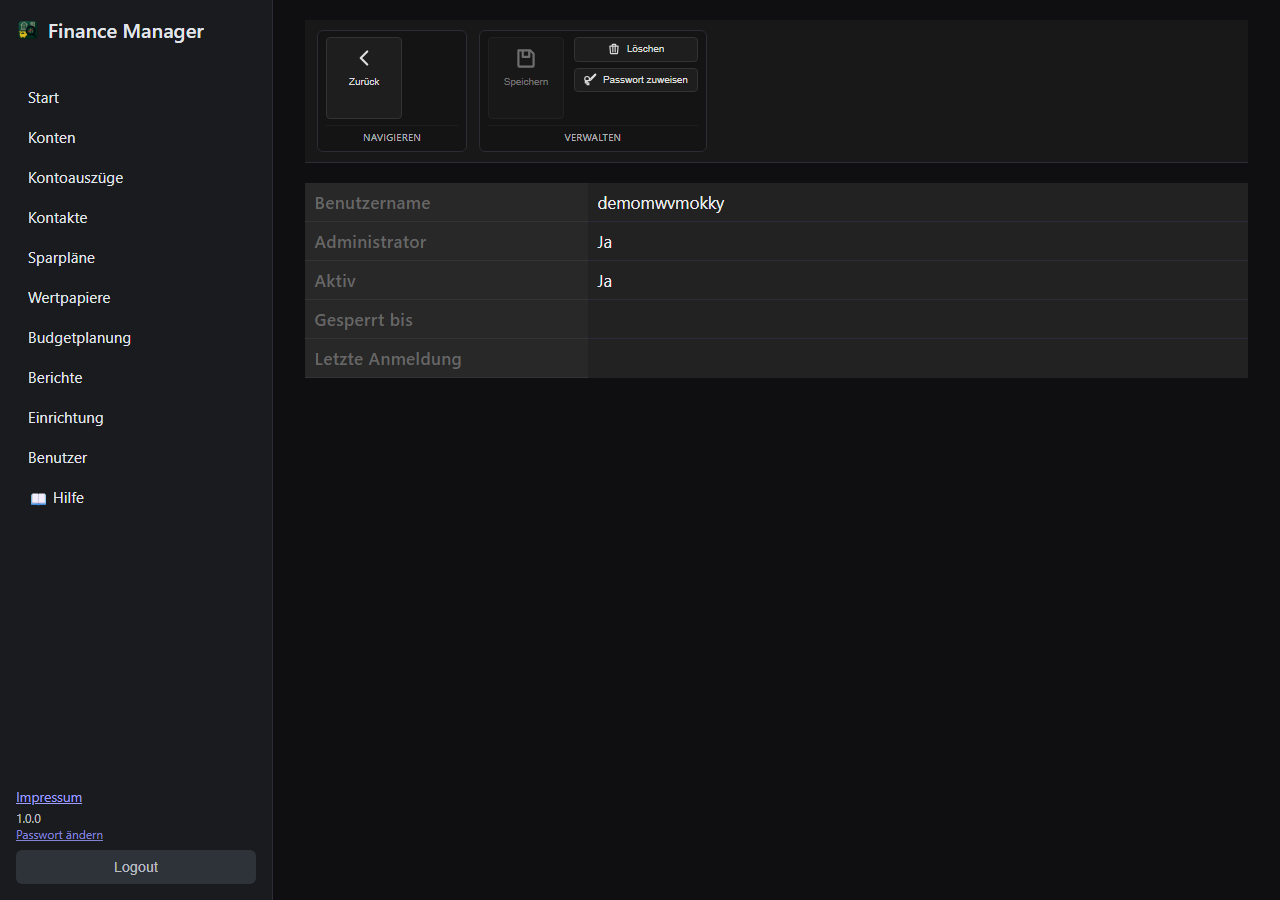 Finance Manager
Start
Konten
Kontoauszüge
Kontakte
Sparpläne
Wertpapiere
Budgetplanung
Berichte
Einrichtung
Benutzer
Hilfe
Impressum
1.0.0
Passwort ändern
Logout
Zurück
NAVIGIEREN
Speichern
Löschen
Passwort zuweisen
VERWALTEN
Benutzername demomwvmokky
Administrator Ja
Aktiv Ja
Gesperrt bis
Letzte Anmeldung